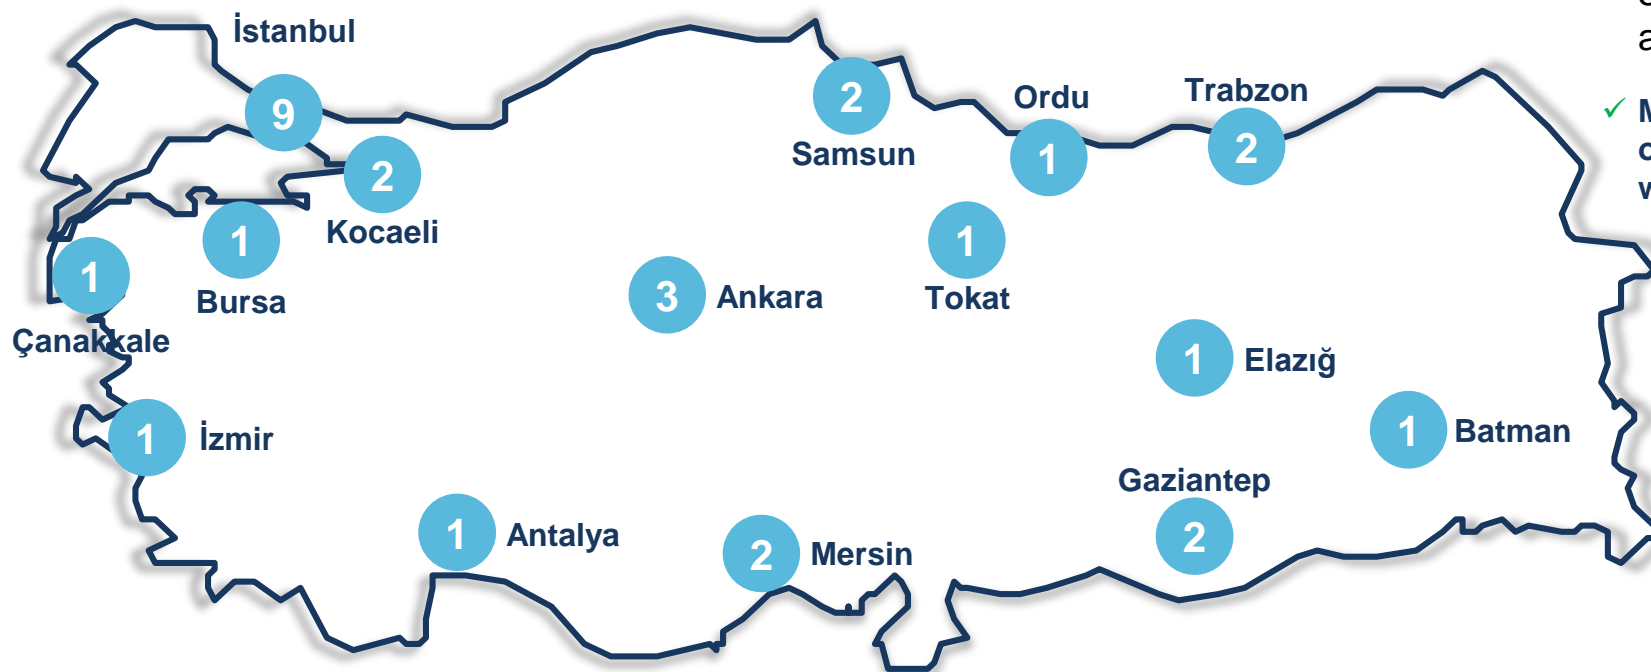 İstanbul
9
2
Kocaeli
1
Bursa
1
Çanakkale
1
İzmir
3
Ankara
2
Samsun
Ordu
1
Trabzon
2
1
Tokat
1
Elazığ
1
Batman
Gaziantep
2
1
Antalya
2
Mersin
✓